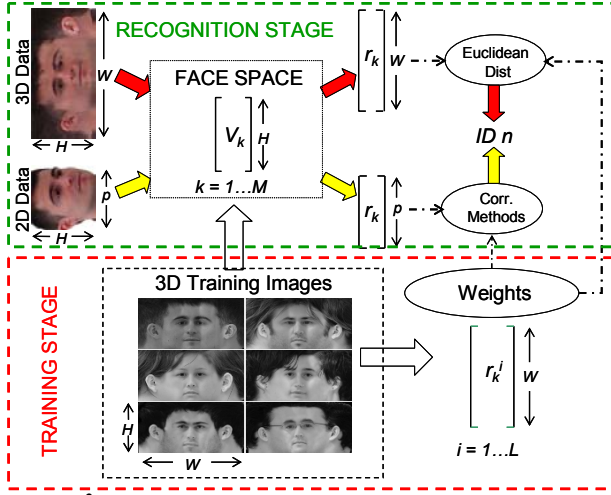 RECOGNITION STAGE
3D Data
W
H
2D Data
p
H
FACE SPACE
V_k
H
k = 1...M
r_k
W
r_k
p
Euclidean
Dist
ID n
Corr.
Methods
TRAINING STAGE
3D Training Images
H
W
Weights
r_k^i
W
i = 1...L